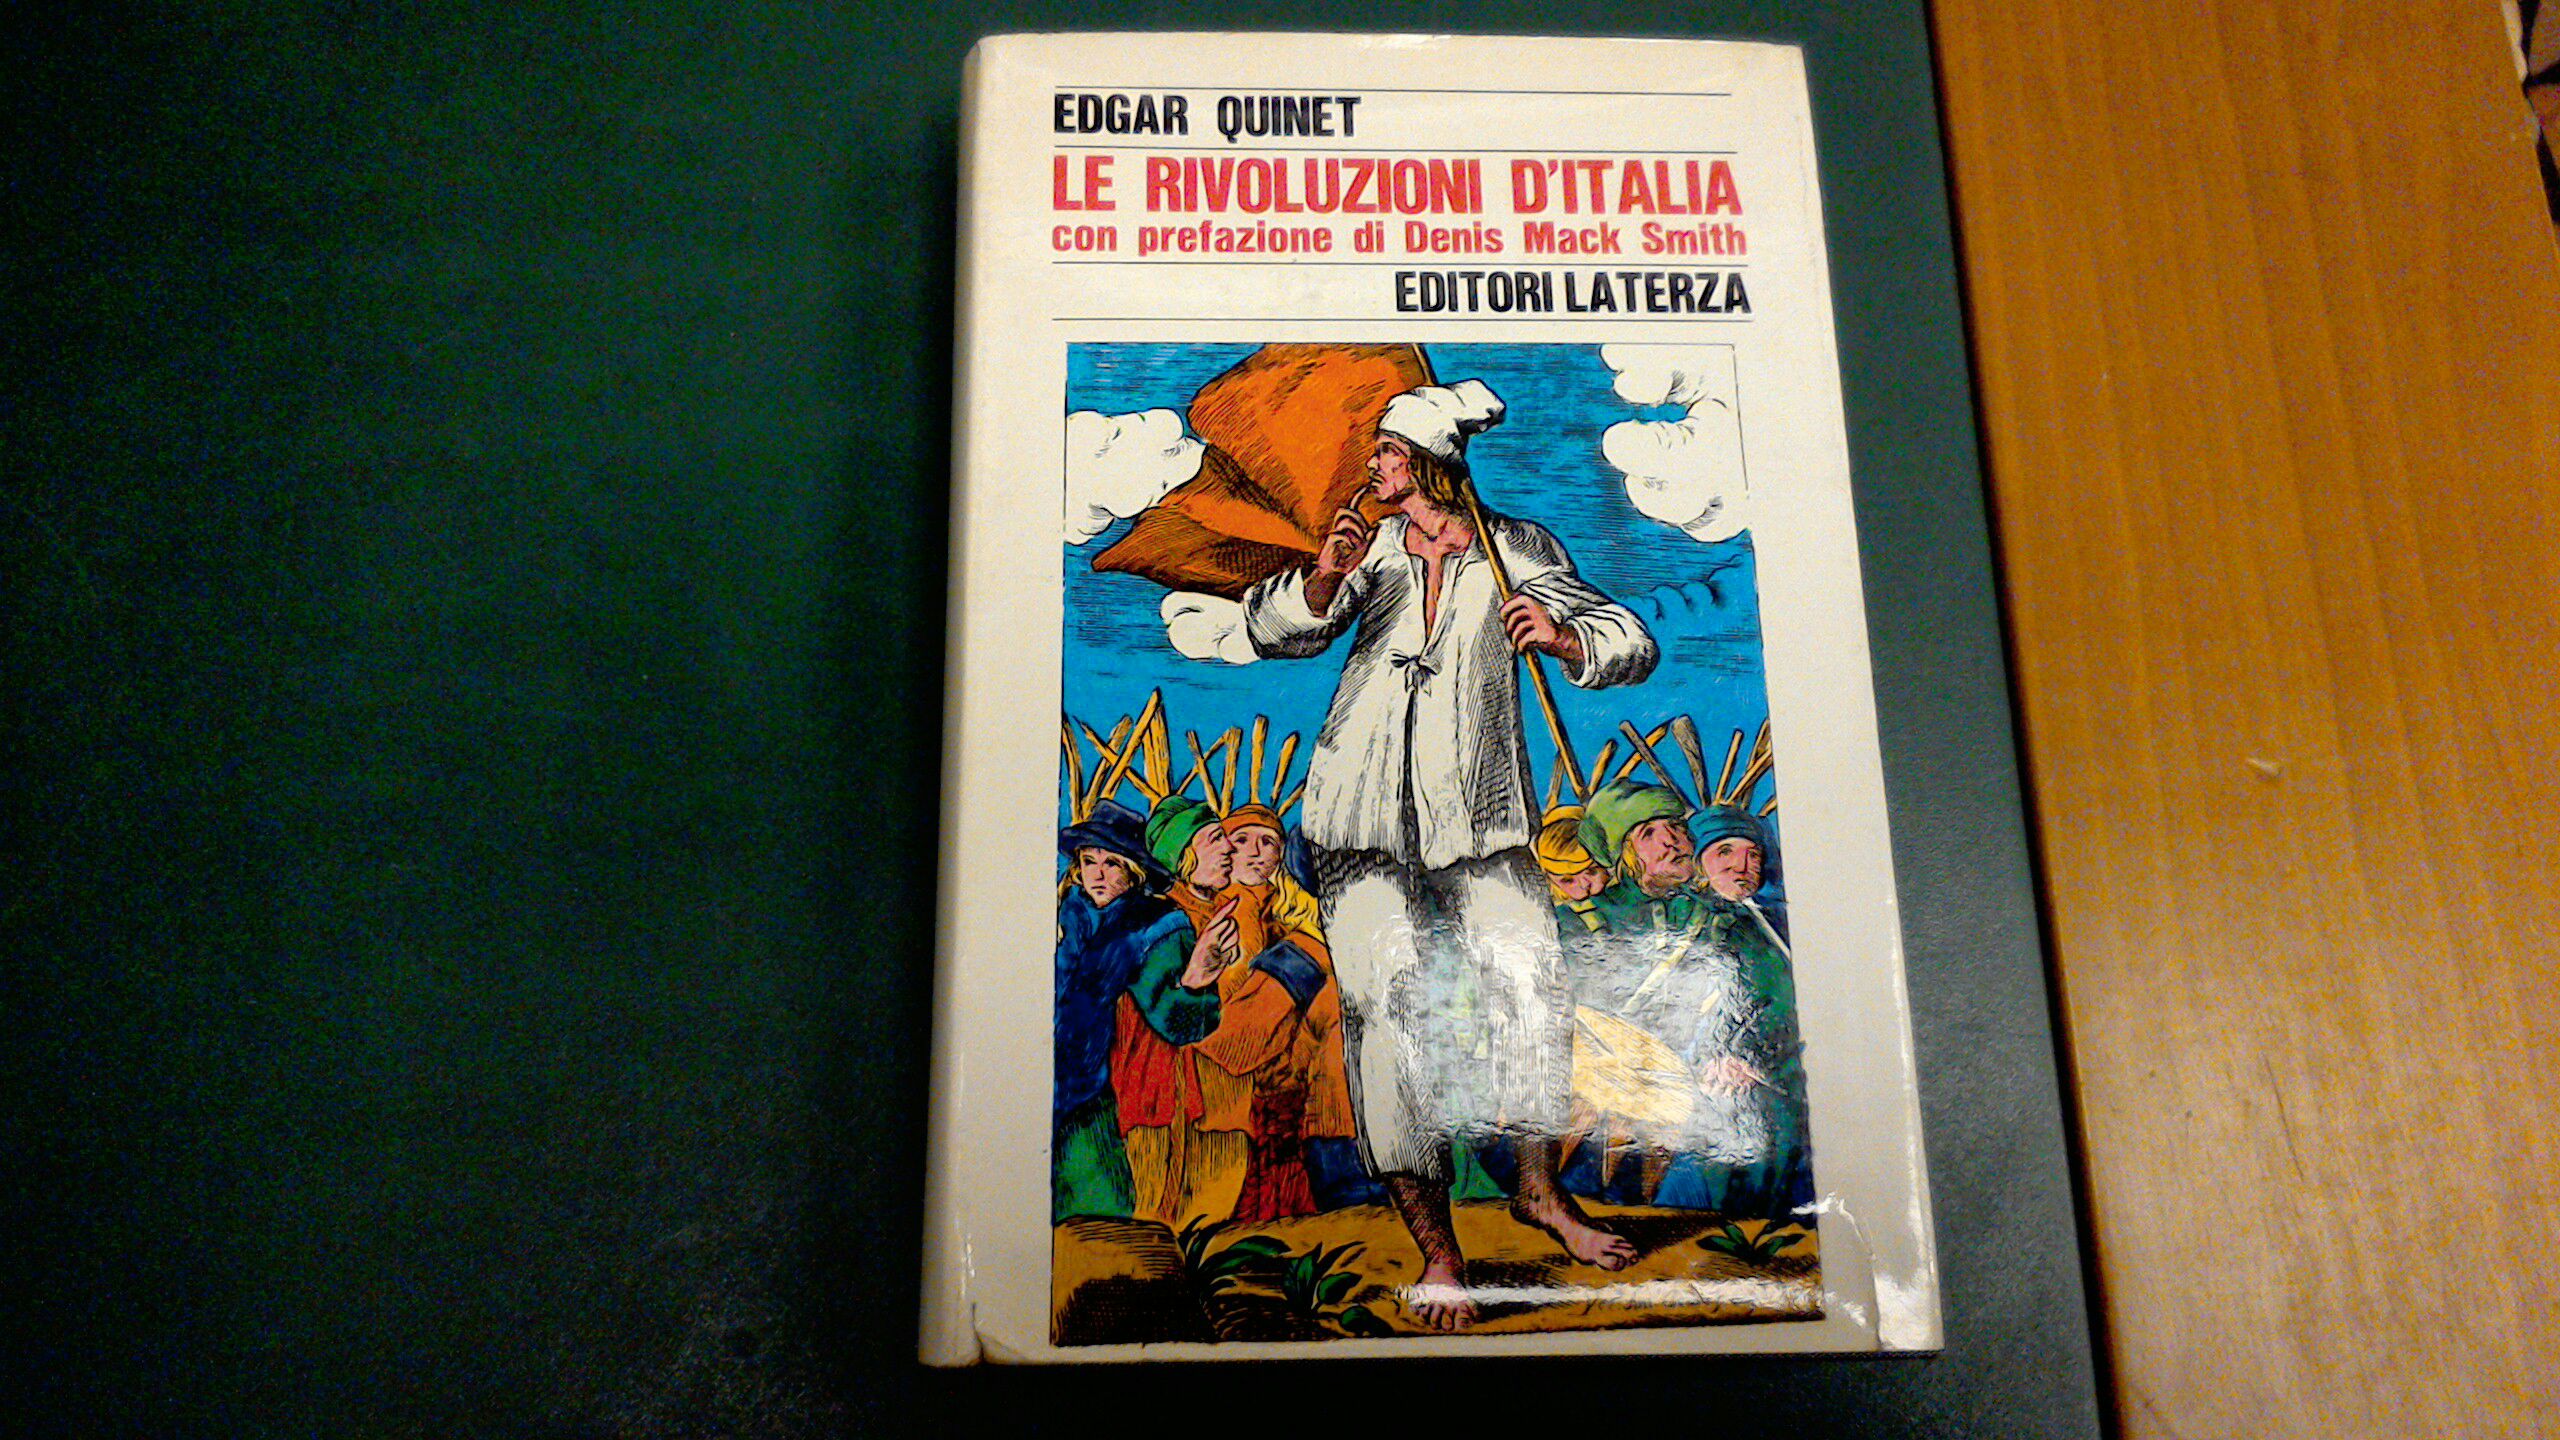 EDGAR QUINET
LE RIVOLUZIONI D'ITALIA
con prefazione di Denis Mack Smith
EDITORI LATERZA